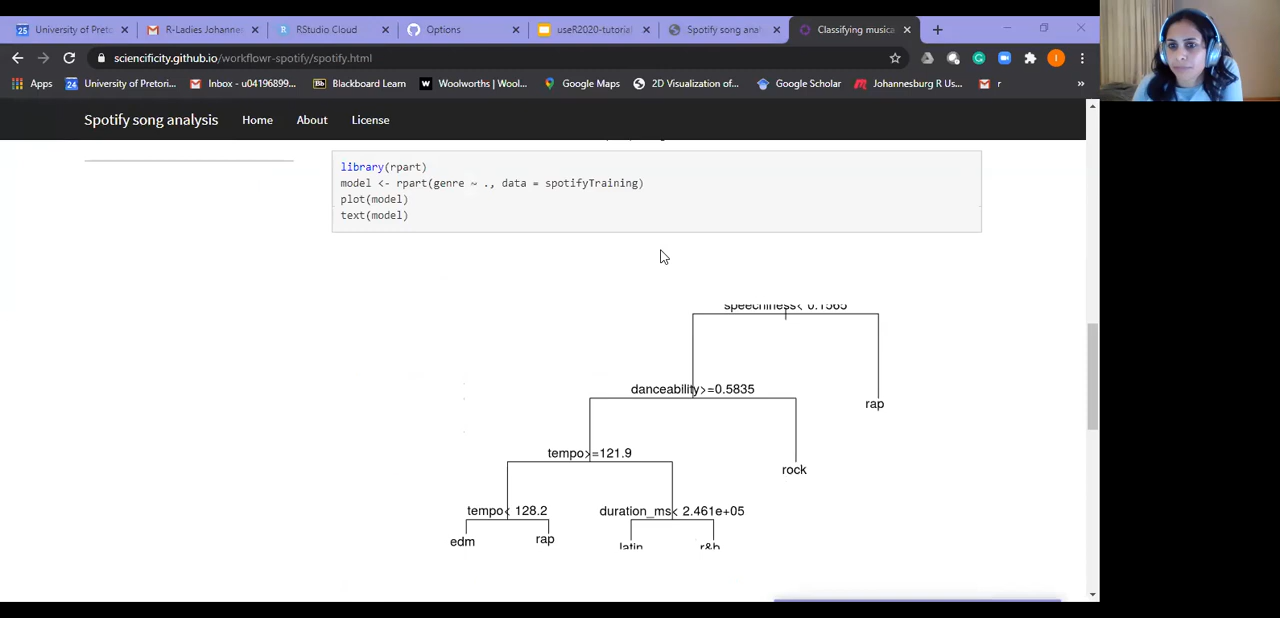 University of Preto
R-Ladies Johannes
RStudio Cloud
Options
useR2020-tutorial
Spotify song anal
Classifying musica
sciencificity.github.io/workflowr-spotify/spotify.html
Apps
University of Pretori...
Inbox - u04196899...
Blackboard Learn
Woolworths | Wool...
Google Maps
2D Visualization of...
Google Scholar
Johannesburg R Us...
r
Spotify song analysis
Home
About
License
library(rpart)
model <- rpart(genre ~ ., data = spotifyTraining)
plot(model)
text(model)
speechiness< 0.1565
danceability>=0.5835
rap
tempo>=121.9
rock
tempo< 128.2
duration_ms< 2.461e+05
edm
rap
latin
r&b